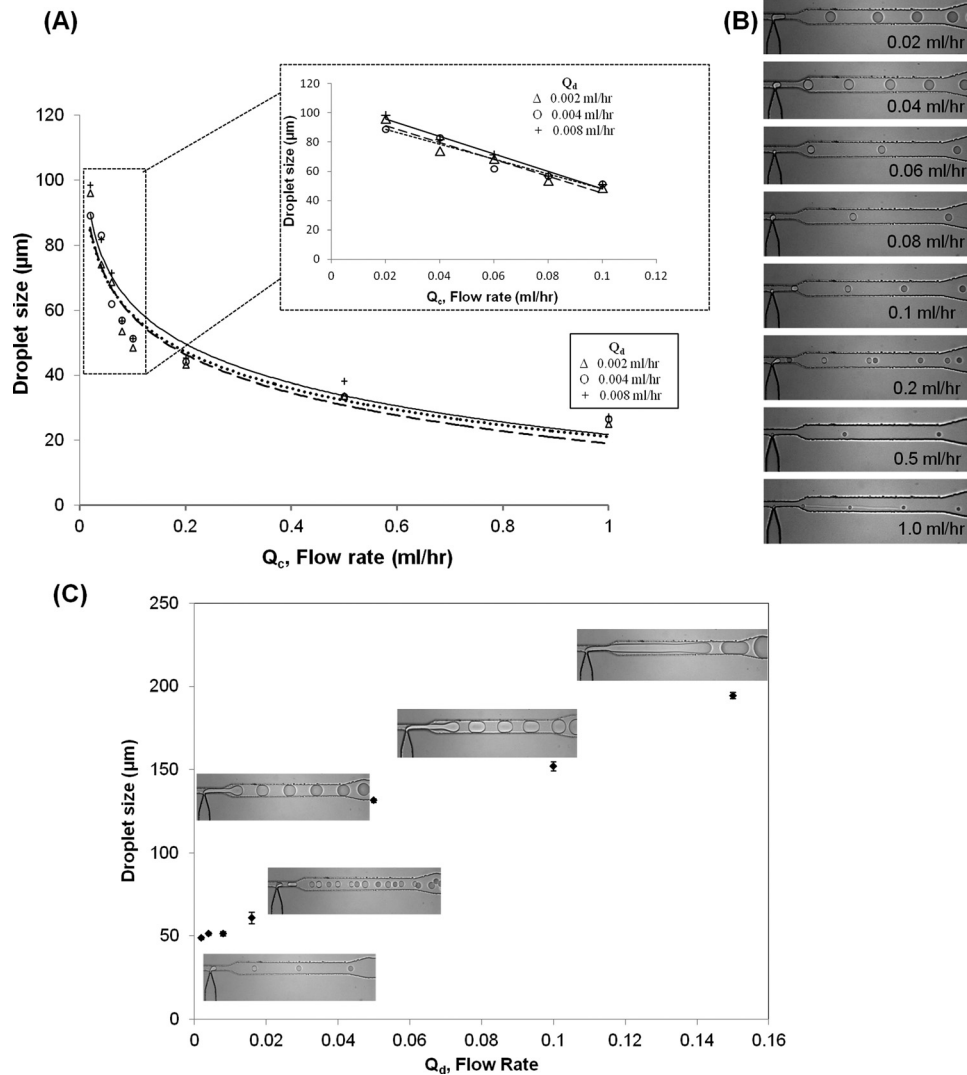 (A)
Droplet size (µm)
120
100
80
60
40
20
0
0
0.2
0.4
0.6
0.8
1
Q_c, Flow rate (ml/hr)
Droplet size (µm)
120
100
80
60
40
20
0
0
0.02
0.04
0.06
0.08
0.1
0.12
Q_c, Flow rate (ml/hr)
Q_d
0.002 ml/hr
0.004 ml/hr
0.008 ml/hr
Q_d
0.002 ml/hr
0.004 ml/hr
0.008 ml/hr
(B)
0.02 ml/hr
0.04 ml/hr
0.06 ml/hr
0.08 ml/hr
0.1 ml/hr
0.2 ml/hr
0.5 ml/hr
1.0 ml/hr
(C)
Droplet size (µm)
250
200
150
100
50
0
0
0.02
0.04
0.06
0.08
0.1
0.12
0.14
0.16
Q_d, Flow Rate